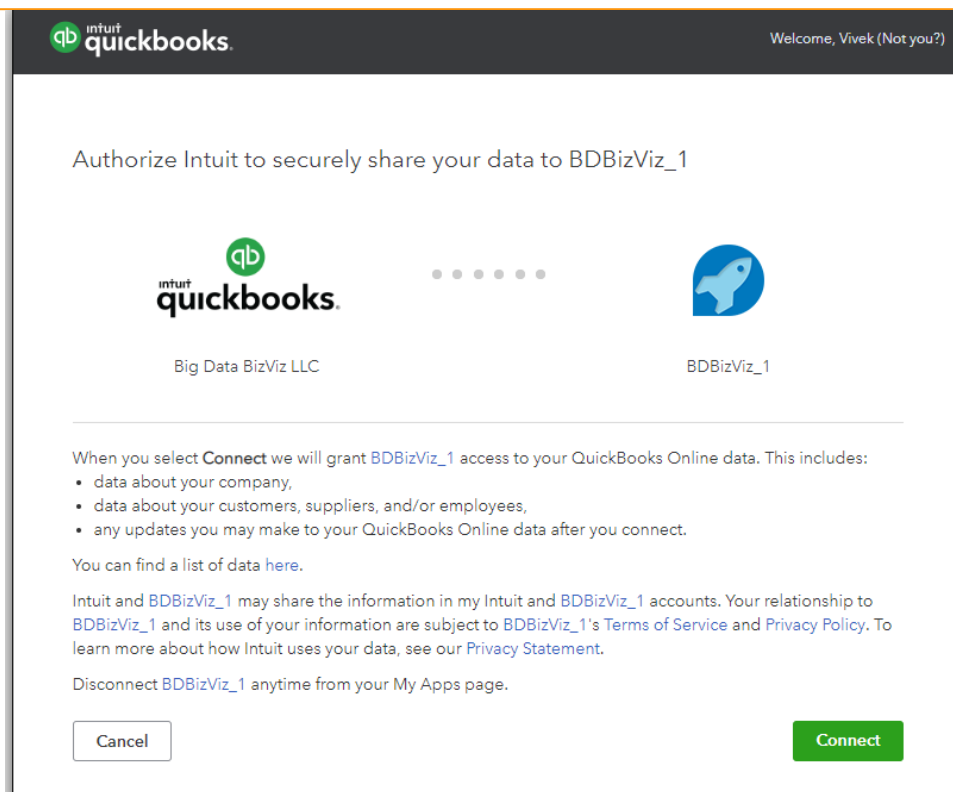 qb intuit quickbooks.
Welcome, Vivek (Not you?)
Authorize Intuit to securely share your data to BDBizViz_1
qb
intuit
quickbooks.
Big Data BizViz LLC
BDBizViz_1
When you select Connect we will grant BDBizViz_1 access to your QuickBooks Online data. This includes:
• data about your company,
• data about your customers, suppliers, and/or employees,
• any updates you may make to your QuickBooks Online data after you connect.
You can find a list of data here.
Intuit and BDBizViz_1 may share the information in my Intuit and BDBizViz_1 accounts. Your relationship to
BDBizViz_1 and its use of your information are subject to BDBizViz_1's Terms of Service and Privacy Policy. To
learn more about how Intuit uses your data, see our Privacy Statement.
Disconnect BDBizViz_1 anytime from your My Apps page.
Cancel
Connect